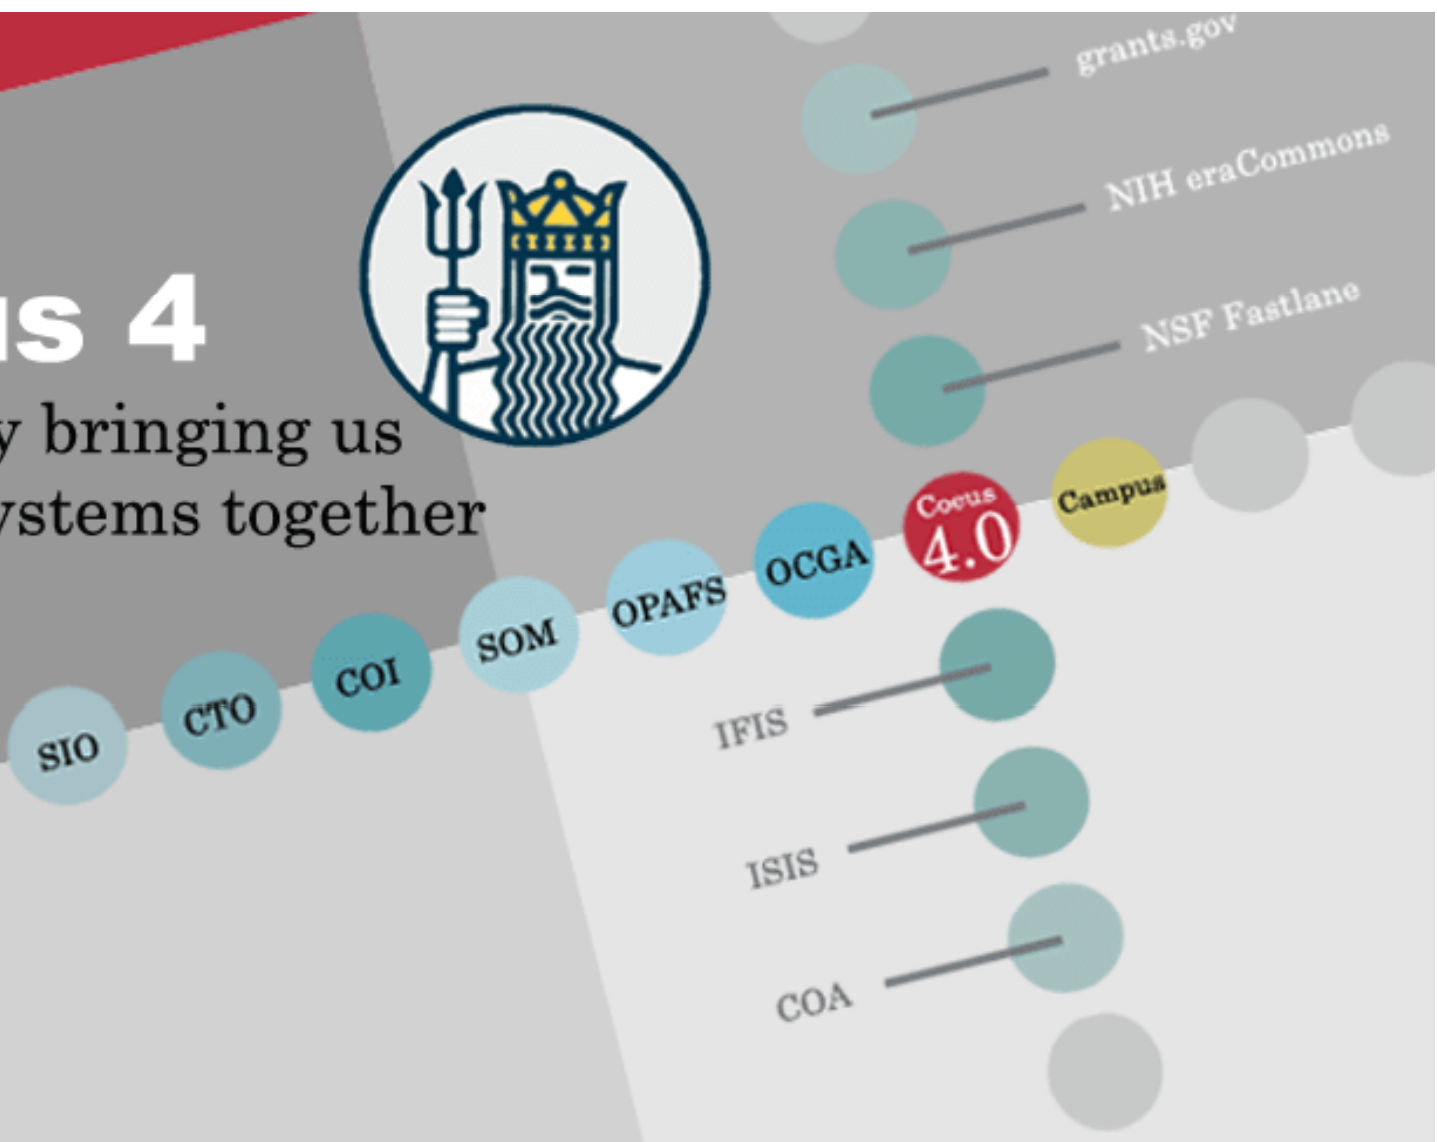 grants.gov
NIH eraCommons
NSF Fastlane
us 4
y bringing us
ystems together
Campus
Coeus
4.0
OCGA
OPAFS
SOM
COI
CTO
SIO
IFIS
ISIS
COA